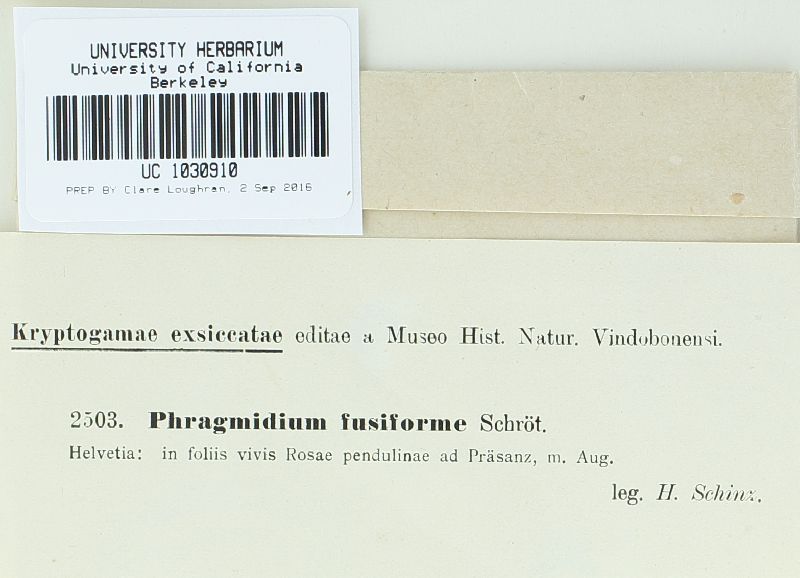 UNIVERSITY HERBARIUM
University of California
Berkeley
UC 1030910
PREP BY Clare Loughran, 2 Sep 2016
Kryptogamae exsiccatae editae a Museo Hist. Natur. Vindobonensi.
2503. Phragmidium fusiforme Schröt.
Helvetia: in foliis vivis Rosae pendulinae ad Präsanz, m. Aug.
leg. H. Schinz.